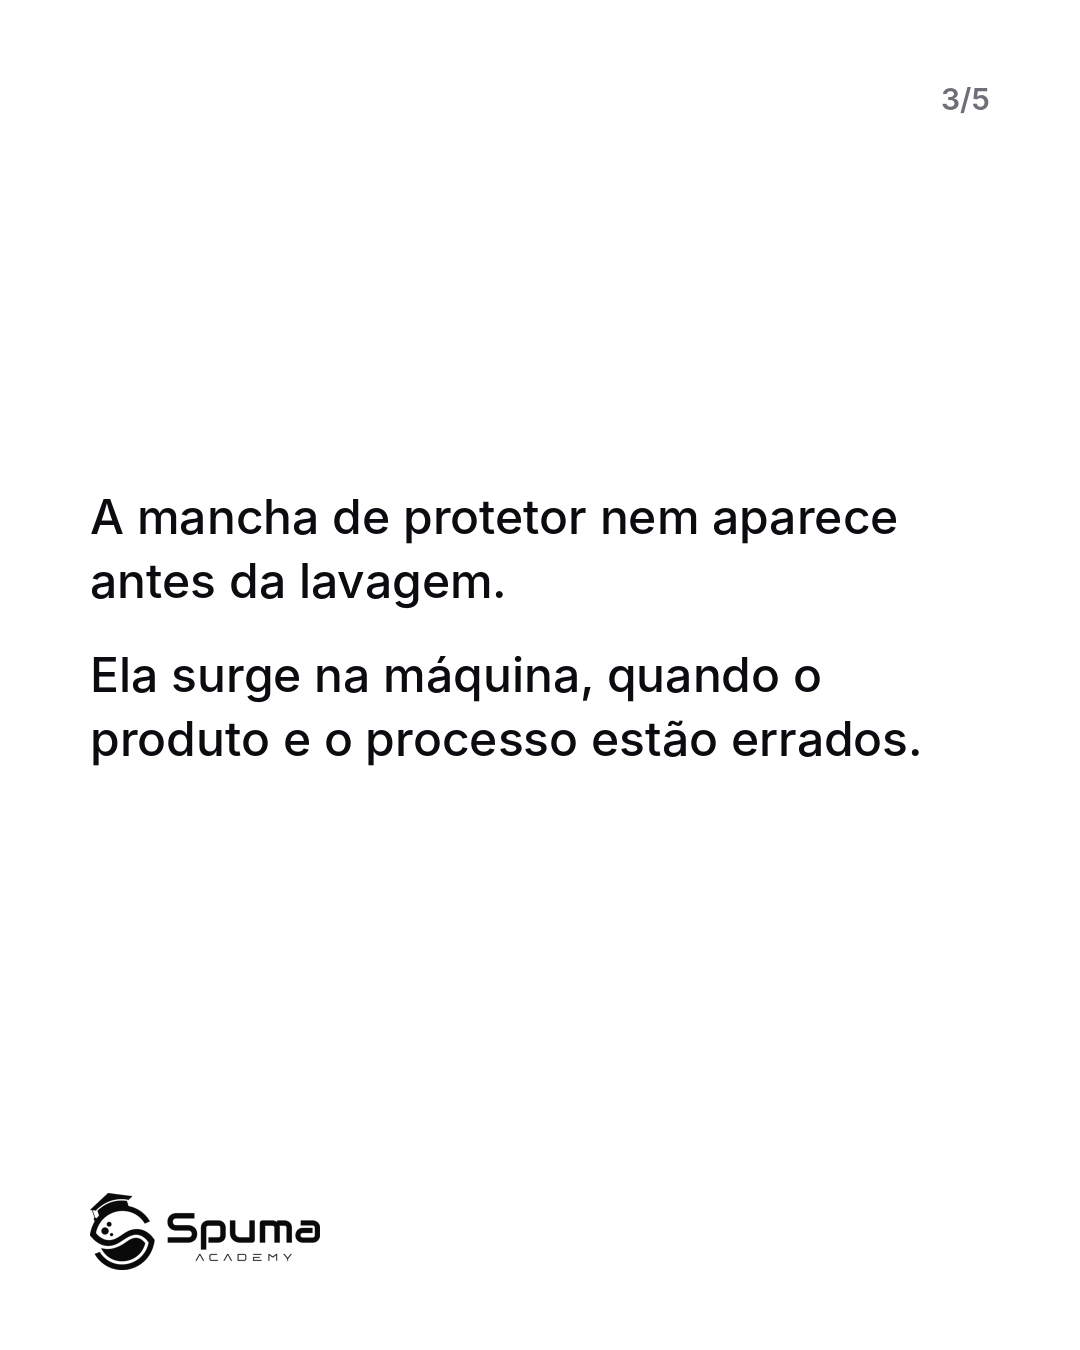 3/5
A mancha de protetor nem aparece
antes da lavagem.
Ela surge na máquina, quando o
produto e o processo estão errados.
Spuma
ACADEMY